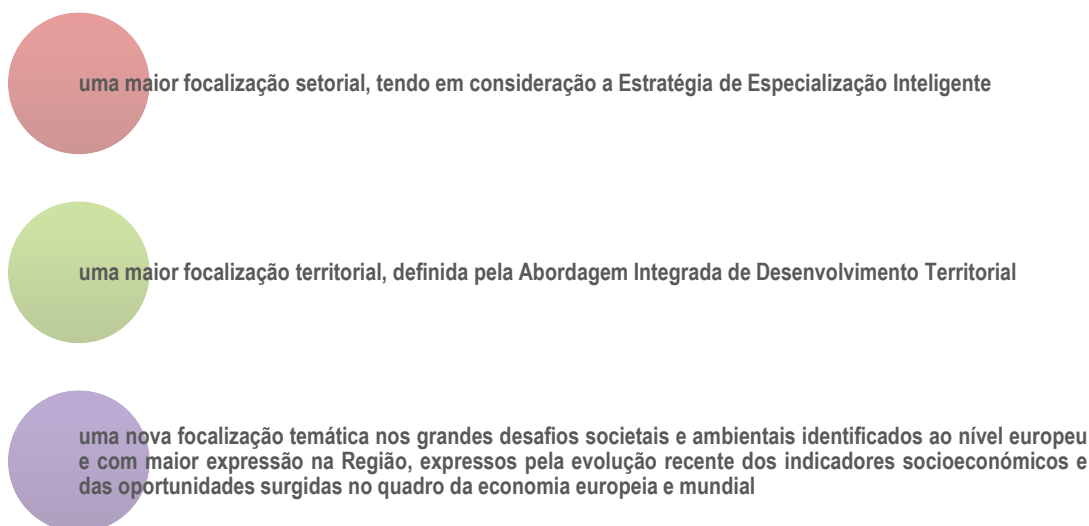 uma maior focalização setorial, tendo em consideração a Estratégia de Especialização Inteligente
uma maior focalização territorial, definida pela Abordagem Integrada de Desenvolvimento Territorial
uma nova focalização temática nos grandes desafios societais e ambientais identificados ao nível europeu
e com maior expressão na Região, expressos pela evolução recente dos indicadores socioeconómicos e
das oportunidades surgidas no quadro da economia europeia e mundial